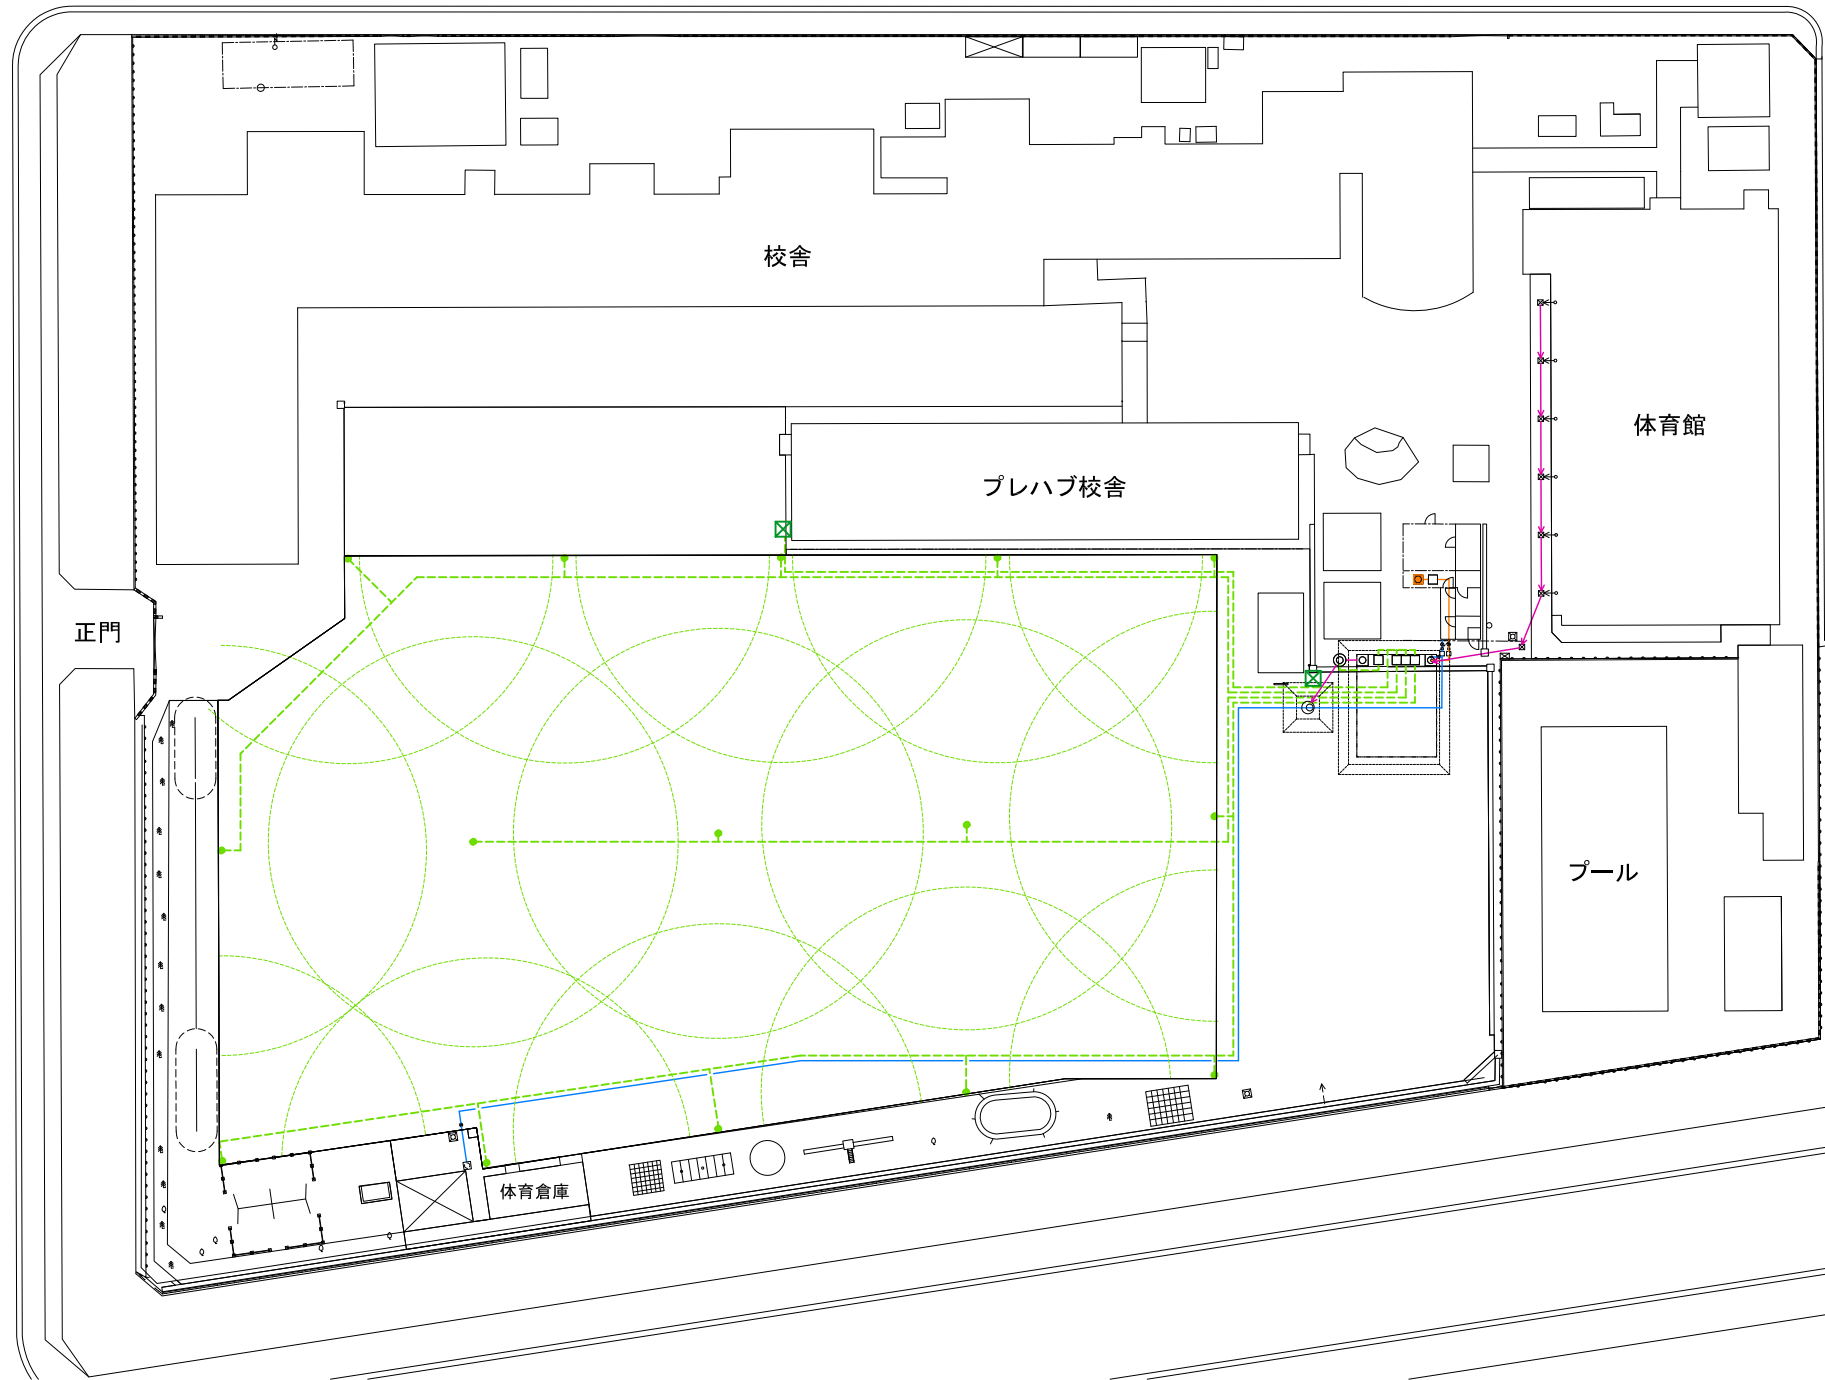 校舎
体育館
プレハブ校舎
正門
プール
体育倉庫